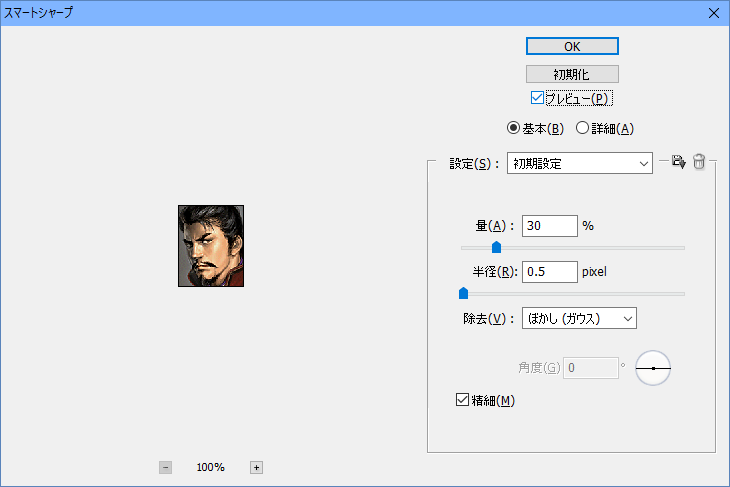 スマートシャープ
OK
初期化
プレビュー(P)
基本(B) 詳細(A)
設定(S)： 初期設定
量(A)： 30 %
半径(R): 0.5 pixel
除去(V)： ぼかし (ガウス)
角度(G) 0 °
精細(M)
100%